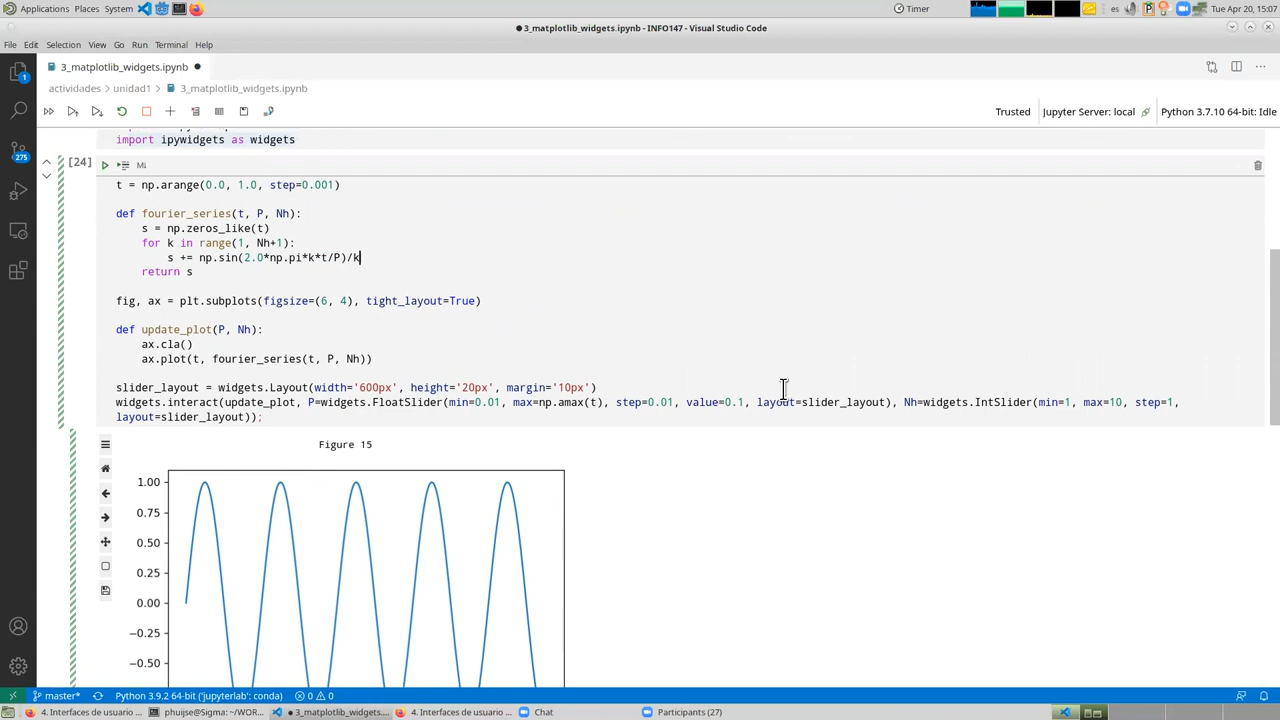 Applications Places System
Timer
es
Tue Apr 20, 15:07
● 3_matplotlib_widgets.ipynb - INFO147 - Visual Studio Code
File Edit Selection View Go Run Terminal Help
3_matplotlib_widgets.ipynb ●
actividades > unidad1 > 3_matplotlib_widgets.ipynb
Trusted
Jupyter Server: local
Python 3.7.10 64-bit: Idle
1
275
import ipywidgets as widgets
[24]
M↓
t = np.arange(0.0, 1.0, step=0.001)
def fourier_series(t, P, Nh):
s = np.zeros_like(t)
for k in range(1, Nh+1):
s += np.sin(2.0*np.pi*k*t/P)/k
return s
fig, ax = plt.subplots(figsize=(6, 4), tight_layout=True)
def update_plot(P, Nh):
ax.cla()
ax.plot(t, fourier_series(t, P, Nh))
slider_layout = widgets.Layout(width='600px', height='20px', margin='10px')
widgets.interact(update_plot, P=widgets.FloatSlider(min=0.01, max=np.amax(t), step=0.01, value=0.1, layout=slider_layout), Nh=widgets.IntSlider(min=1, max=10, step=1,
layout=slider_layout));
Figure 15
1.00
0.75
0.50
0.25
0.00
−0.25
−0.50
master*
Python 3.9.2 64-bit ('jupyterlab': conda)
0 0
4. Interfaces de usuario ...
phuijse@Sigma: ~/WOR...
● 3_matplotlib_widgets....
4. Interfaces de usuario ...
Chat
Participants (27)